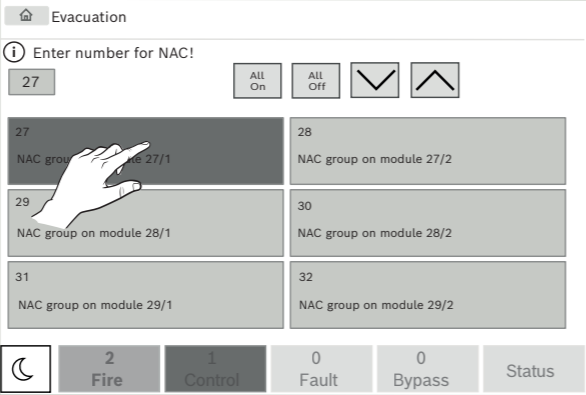 Evacuation
i Enter number for NAC!
27
All
On
All
Off
27
NAC group on module 27/1
28
NAC group on module 27/2
29
NAC group on module 28/1
30
NAC group on module 28/2
31
NAC group on module 29/1
32
NAC group on module 29/2
2
Fire
1
Control
0
Fault
0
Bypass
Status